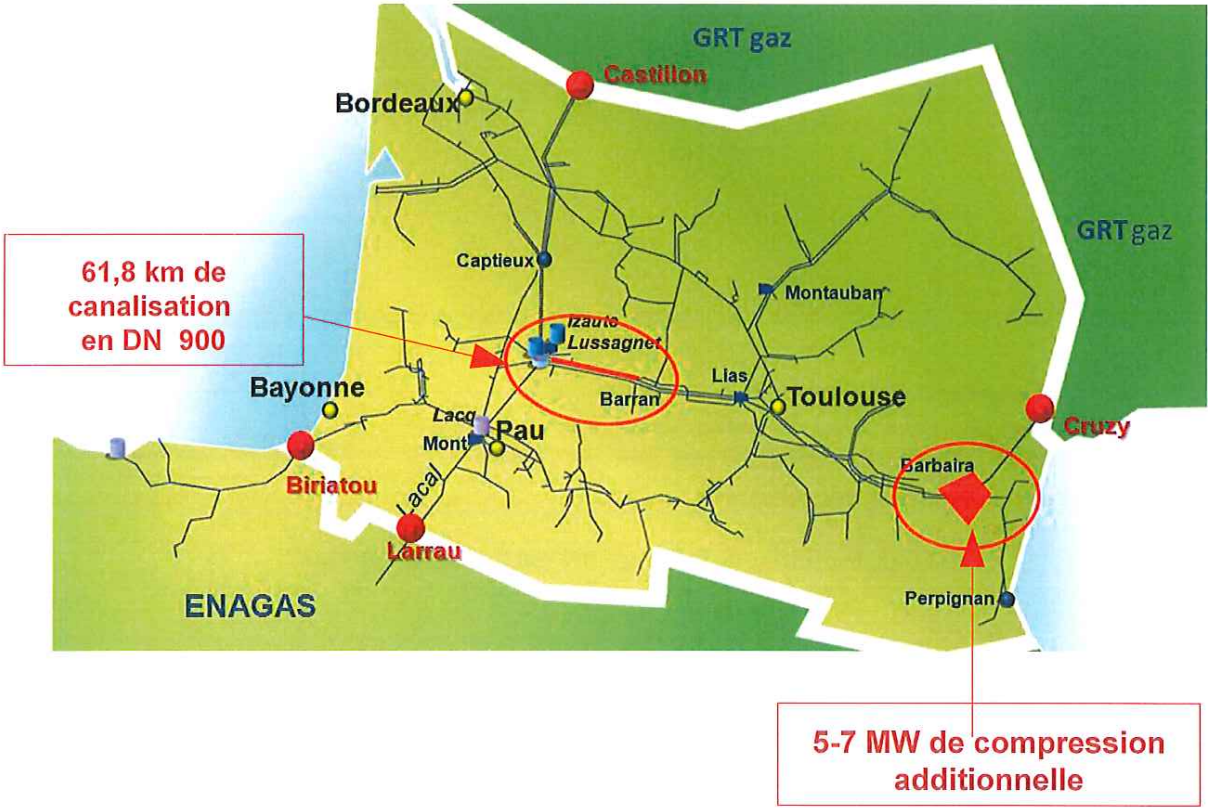 GRT gaz
Castillon
Bordeaux
GRT gaz
61,8 km de
canalisation
en DN 900
Captieux
Montauban
Izaute
Lussagnet
Bayonne
Barran
Lias
Toulouse
Lacq
Pau
Mont
Cruzy
Barbaira
Biriatou
Lacal
Larrau
ENAGAS
Perpignan
5-7 MW de compression
additionnelle